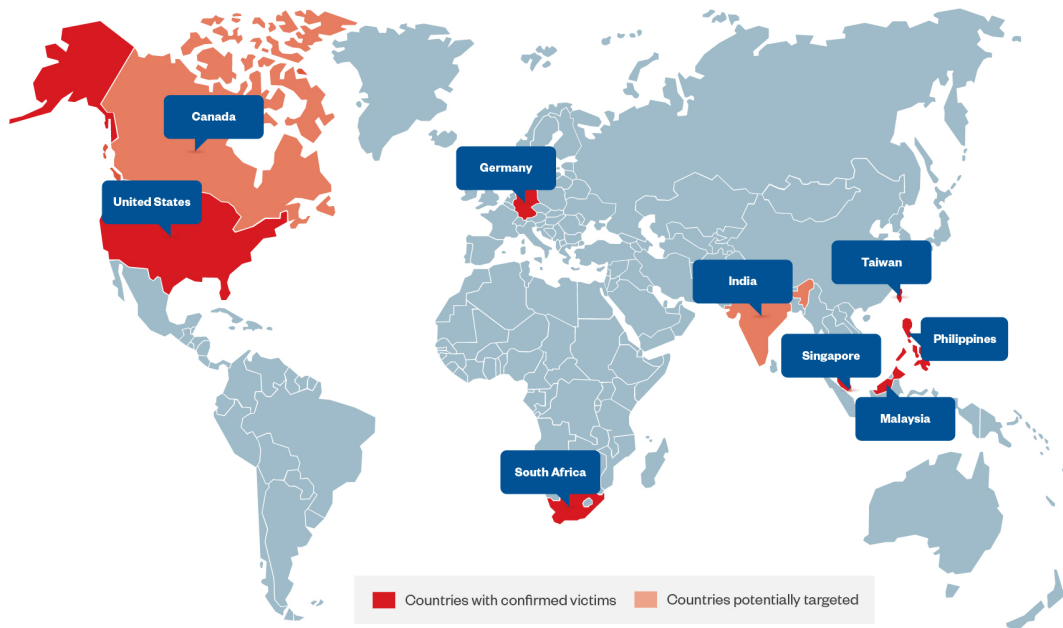 Canada
Germany
United States
Taiwan
India
Philippines
Singapore
Malaysia
South Africa
Countries with confirmed victims
Countries potentially targeted